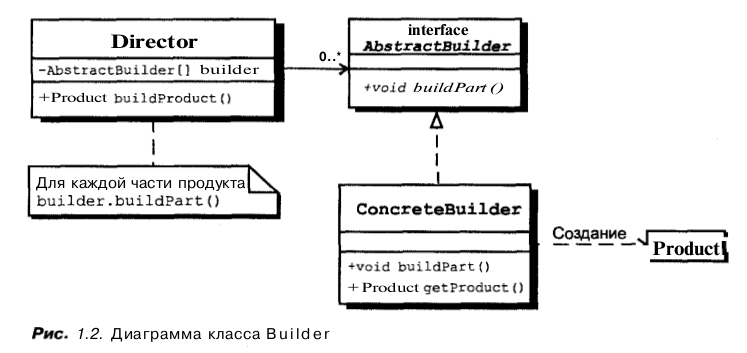 Director
-AbstractBuilder[] builder
+Product buildProduct()
0..*
interface
AbstractBuilder
+void buildPart()
Для каждой части продукта
builder.buildPart()
ConcreteBuilder
+void buildPart()
+ Product getProduct()
Создание
Product
Рис. 1.2. Диаграмма класса Builder